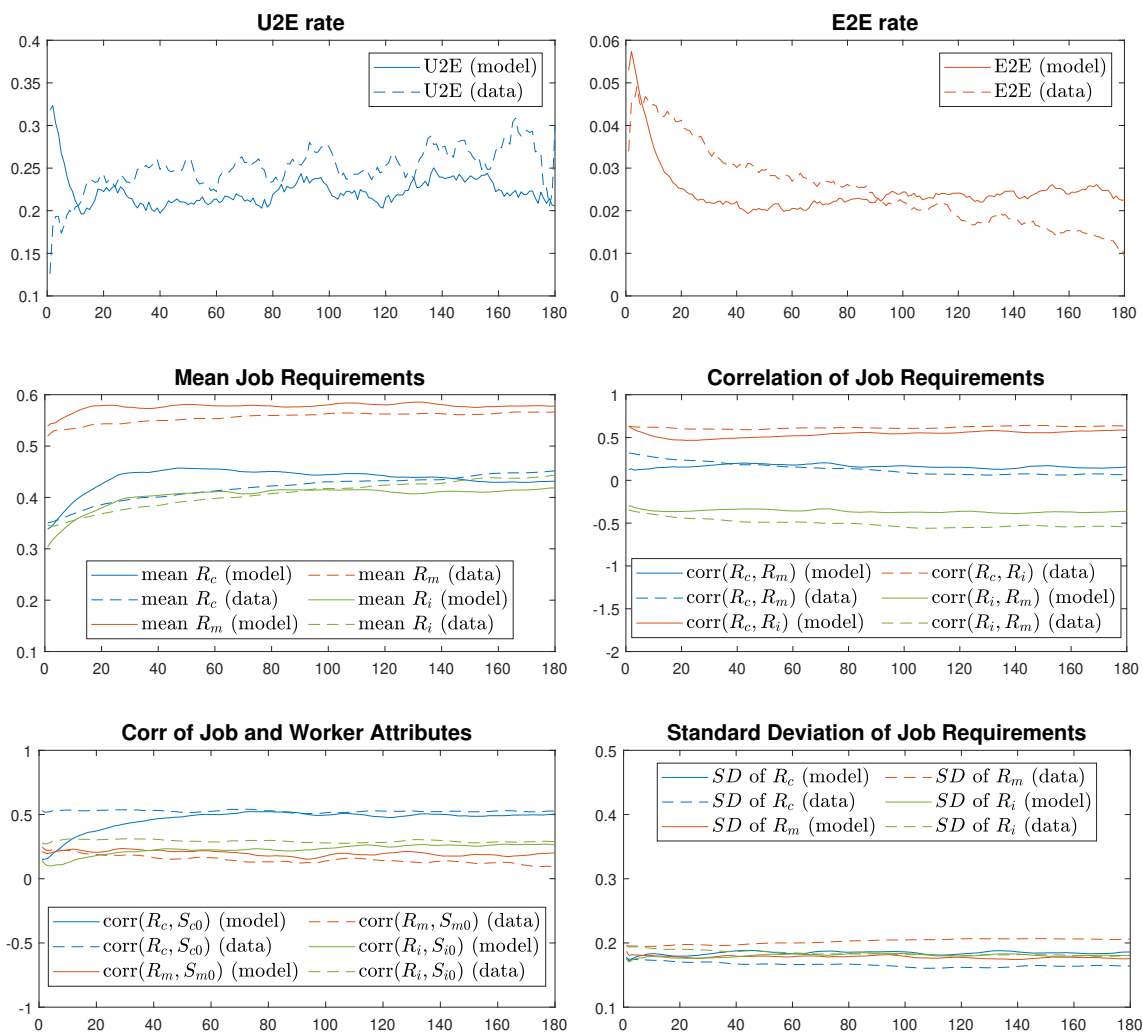 U2E rate
0.4
0.35
0.3
0.25
0.2
0.15
0.1
U2E (model)
U2E (data)
0 20 40 60 80 100 120 140 160 180
E2E rate
0.06
0.05
0.04
0.03
0.02
0.01
0
E2E (model)
E2E (data)
0 20 40 60 80 100 120 140 160 180
Mean Job Requirements
0.6
0.5
0.4
0.3
0.2
0.1
mean R_c (model) mean R_m (data)
mean R_c (data) mean R_i (model)
mean R_m (model) mean R_i (data)
0 20 40 60 80 100 120 140 160 180
Correlation of Job Requirements
1
0.5
0
-0.5
-1
-1.5
-2
corr(R_c, R_m) (model) corr(R_c, R_i) (data)
corr(R_c, R_m) (data) corr(R_i, R_m) (model)
corr(R_c, R_i) (model) corr(R_i, R_m) (data)
0 20 40 60 80 100 120 140 160 180
Corr of Job and Worker Attributes
1
0.5
0
-0.5
-1
corr(R_c, S_c0) (model) corr(R_m, S_m0) (data)
corr(R_c, S_c0) (data) corr(R_i, S_i0) (model)
corr(R_m, S_m0) (model) corr(R_i, S_i0) (data)
0 20 40 60 80 100 120 140 160 180
Standard Deviation of Job Requirements
0.5
0.4
0.3
0.2
0.1
SD of R_c (model) SD of R_m (data)
SD of R_c (data) SD of R_i (model)
SD of R_m (model) SD of R_i (data)
0 20 40 60 80 100 120 140 160 180